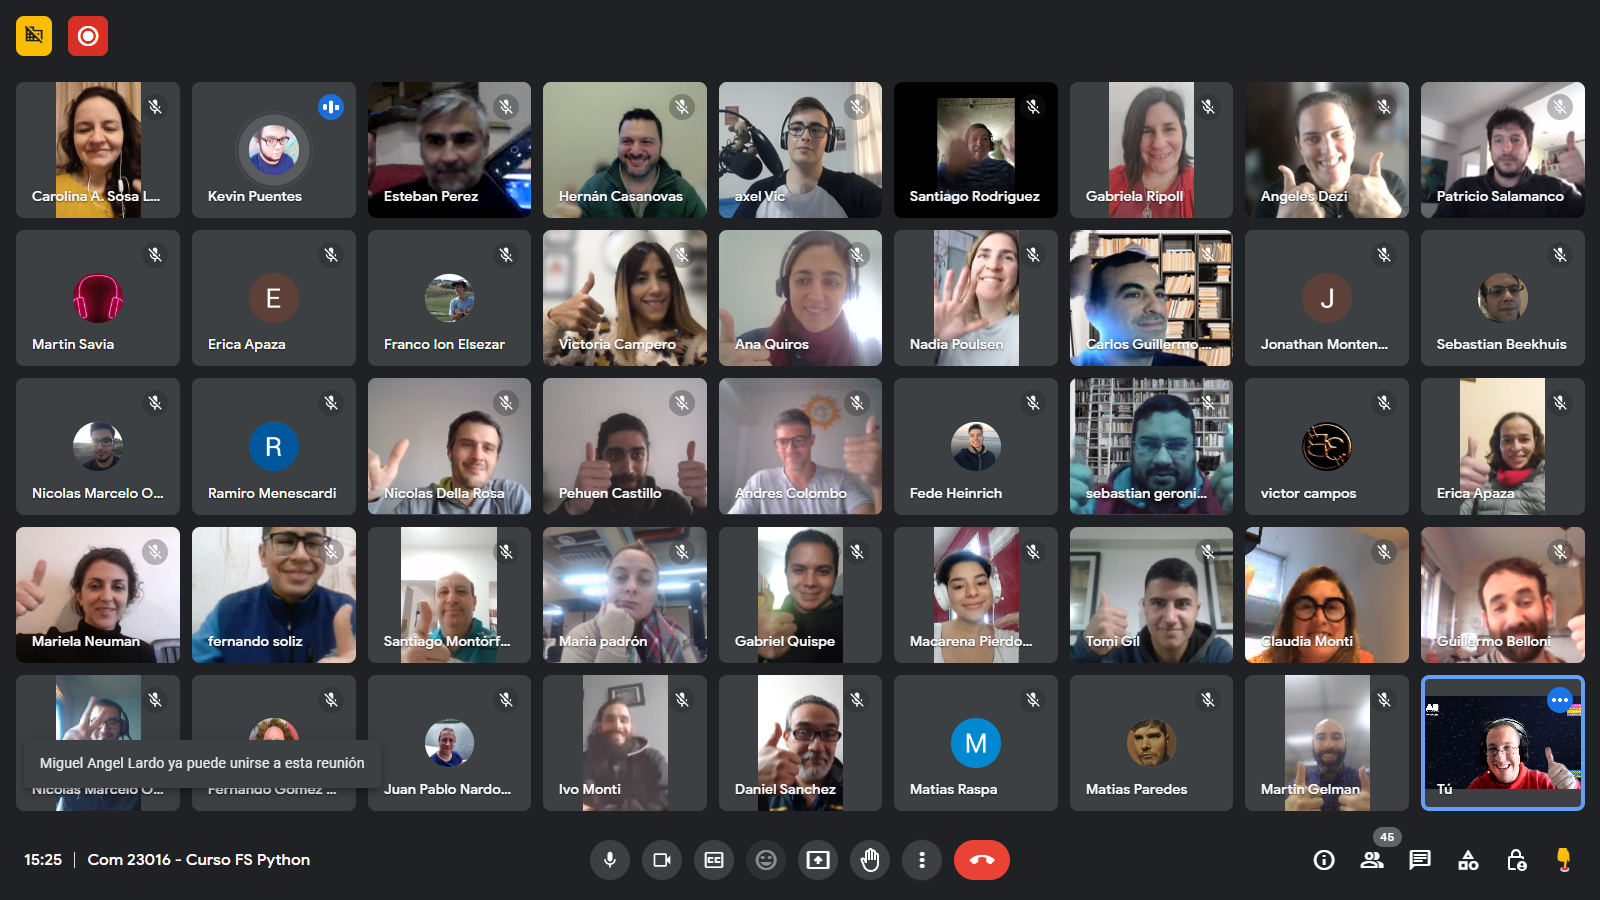 Carolina A. Sosa L...
Kevin Puentes
Esteban Perez
Hernán Casanovas
axel Vic
Santiago Rodriguez
Gabriela Ripoll
Angeles Dezi
Patricio Salamanco
Martin Savia
E
Erica Apaza
Franco Ion Elsezar
Victoria Campero
Ana Quiros
Nadia Poulsen
Carlos Guillermo ...
J
Jonathan Monten...
Sebastian Beekhuis
Nicolas Marcelo O...
R
Ramiro Menescardi
Nicolas Della Rosa
Pehuen Castillo
Andres Colombo
Fede Heinrich
sebastian geroni...
victor campos
Erica Apaza
Mariela Neuman
fernando soliz
Santiago Montórf...
Maria padrón
Gabriel Quispe
Macarena Pierdo...
Tomi Gil
Claudia Monti
Guillermo Belloni
Miguel Angel Lardo ya puede unirse a esta reunión
Nicolas Marcelo O...
Fernando Gomez ...
Juan Pablo Nardo...
Ivo Monti
Daniel Sanchez
M
Matias Raspa
Matias Paredes
Martin Gelman
Tú
15:25 | Com 23016 - Curso FS Python
CC
45